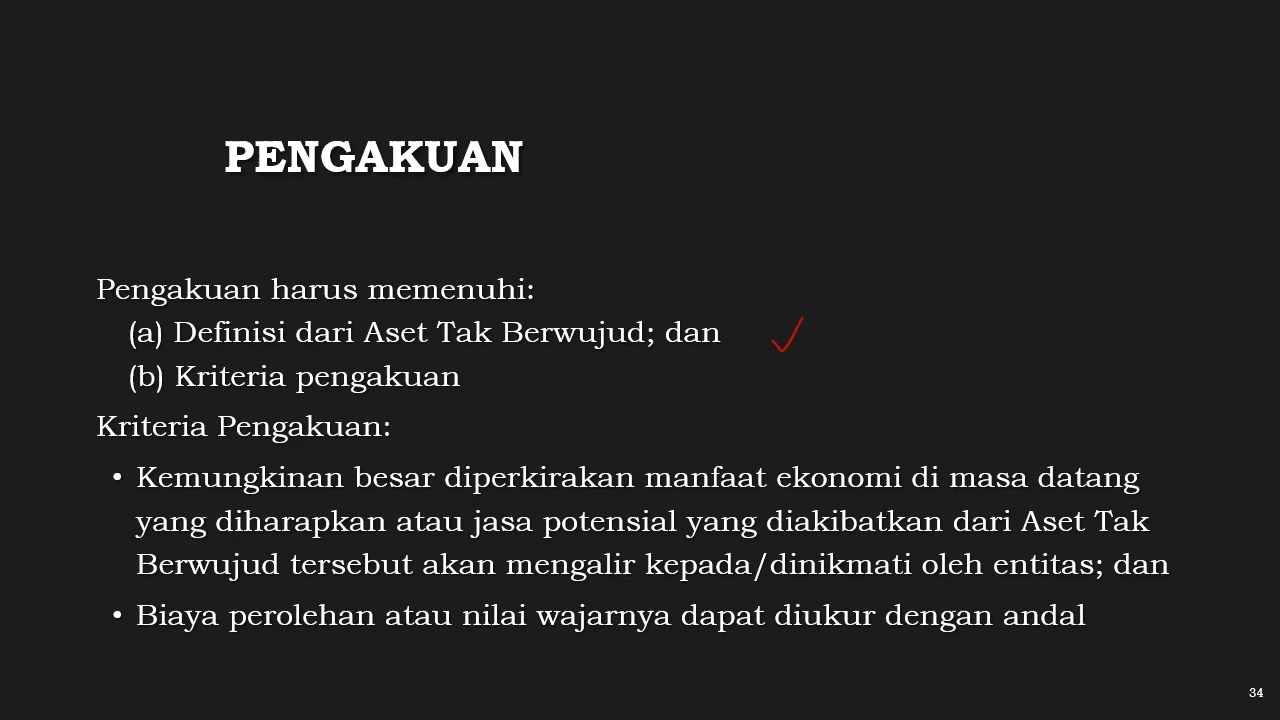 PENGAKUAN
Pengakuan harus memenuhi:
(a) Definisi dari Aset Tak Berwujud; dan
(b) Kriteria pengakuan
Kriteria Pengakuan:
• Kemungkinan besar diperkirakan manfaat ekonomi di masa datang
yang diharapkan atau jasa potensial yang diakibatkan dari Aset Tak
Berwujud tersebut akan mengalir kepada/dinikmati oleh entitas; dan
• Biaya perolehan atau nilai wajarnya dapat diukur dengan andal
34